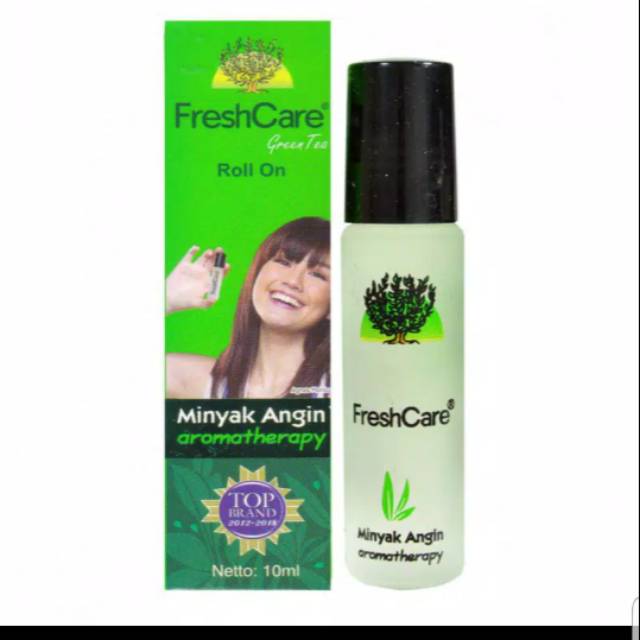 FreshCare®
Green Tea
Roll On
Minyak Angin
aromatherapy
TOP
BRAND
2012-2018
Netto: 10ml
FreshCare®
Minyak Angin
aromatherapy